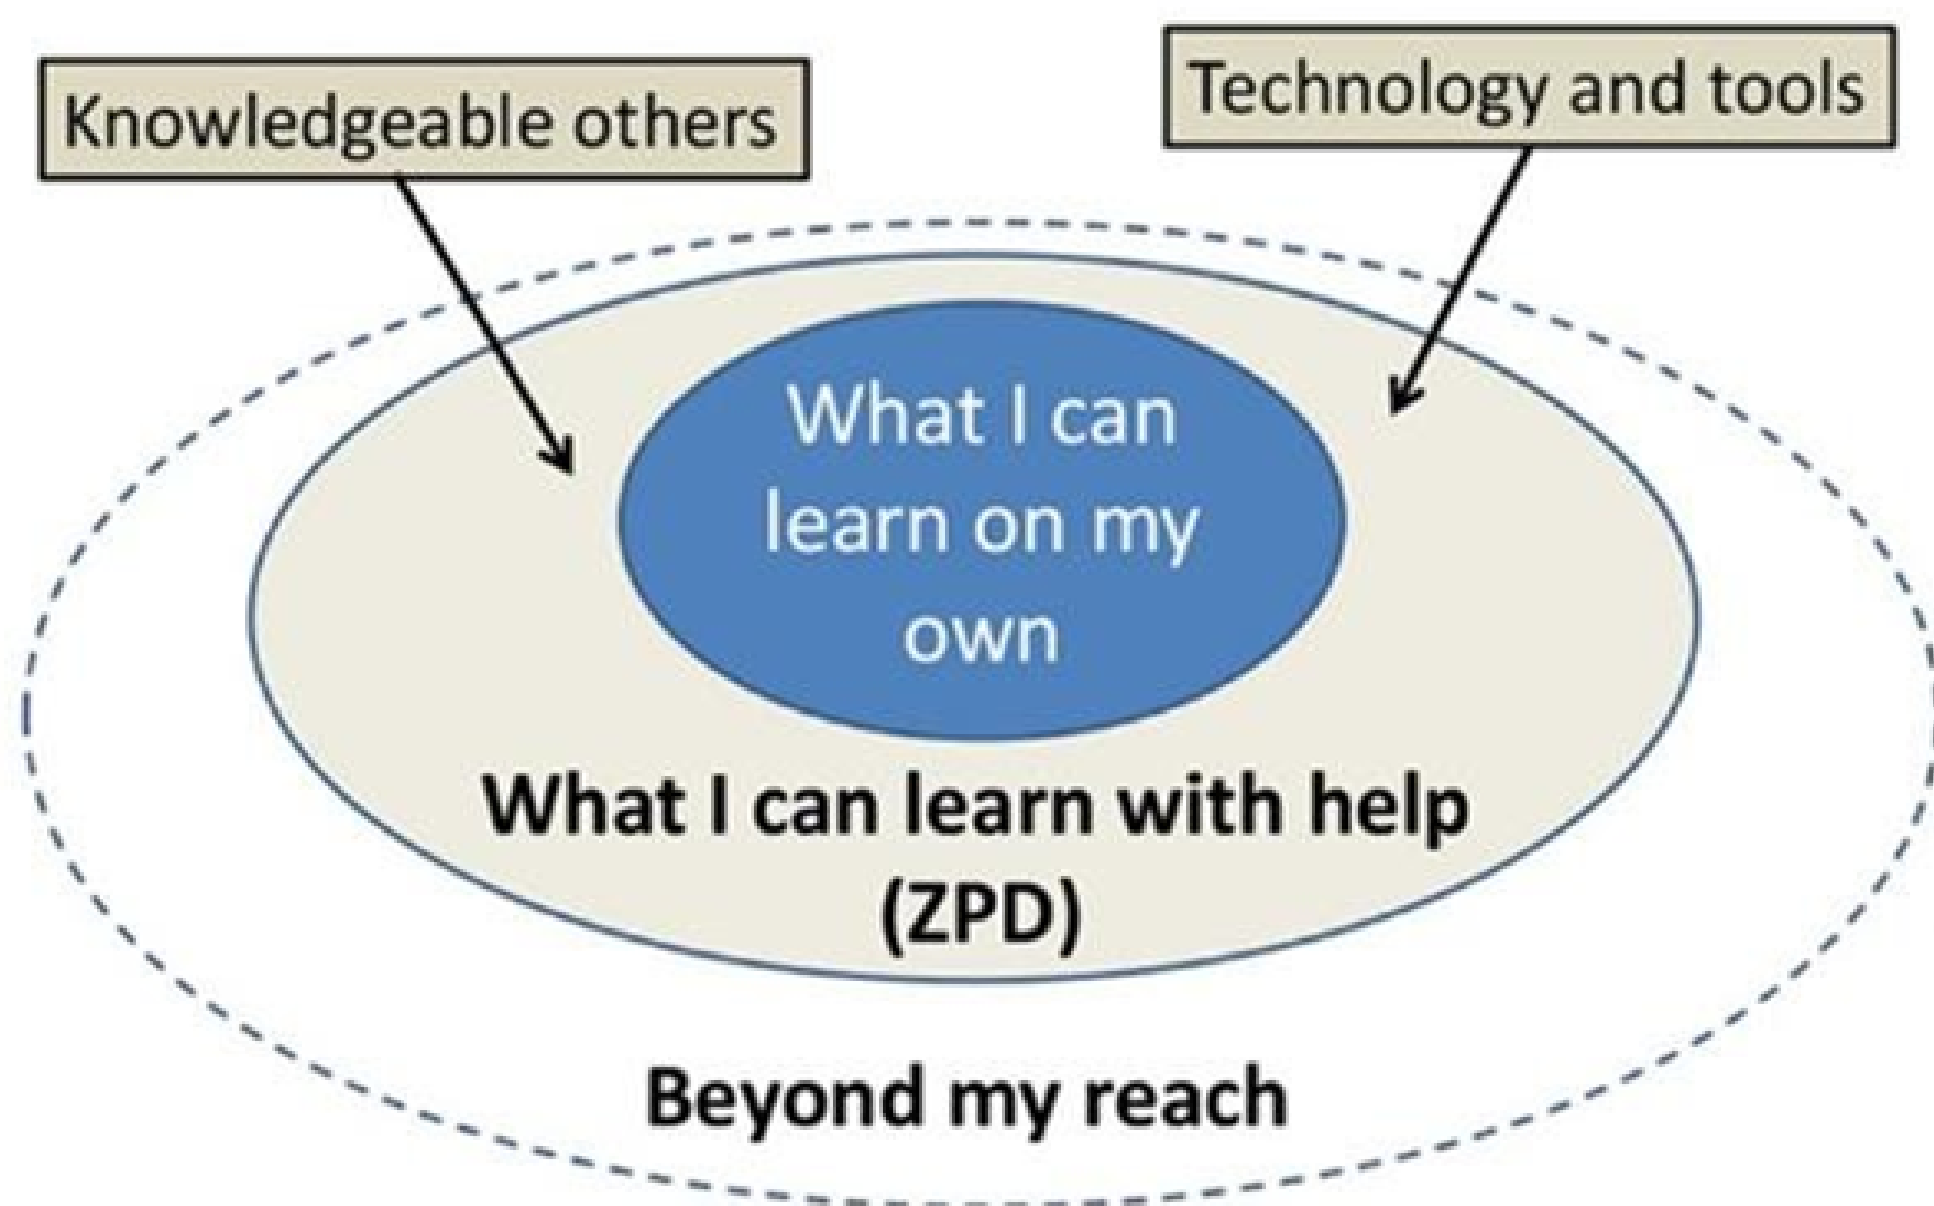 Knowledgeable others
Technology and tools
What I can
learn on my
own
What I can learn with help
(ZPD)
Beyond my reach